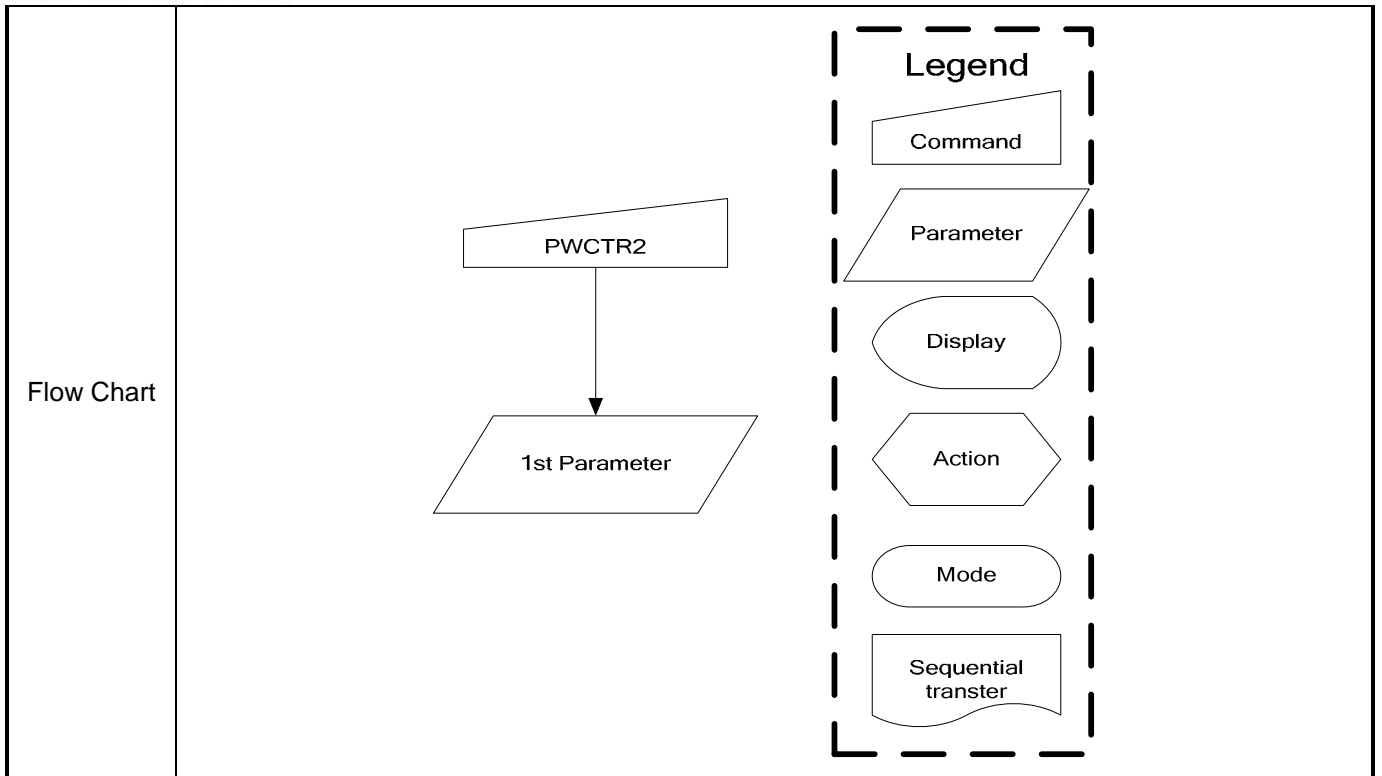 Flow Chart
PWCTR2
1st Parameter
Legend
Command
Parameter
Display
Action
Mode
Sequential
transter